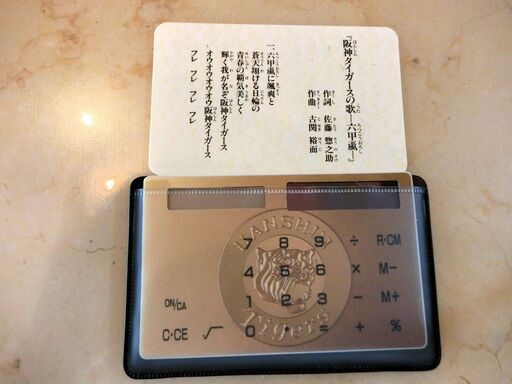 『阪神タイガースの歌―六甲颪―』
作詞 佐藤惣之助
作曲 古関裕而
一、六甲颪に颯爽と
蒼天翔ける日輪の
青春の覇気美しく
輝く我が名ぞ阪神タイガース
オウオウオウオウ阪神タイガース
フレ フレ フレ フレ
HANSHIN
Tigers
7 8 9 ÷ R・CM
4 5 6 × M−
ON/CA 1 2 3 − M+
C・CE √ 0 • = + %